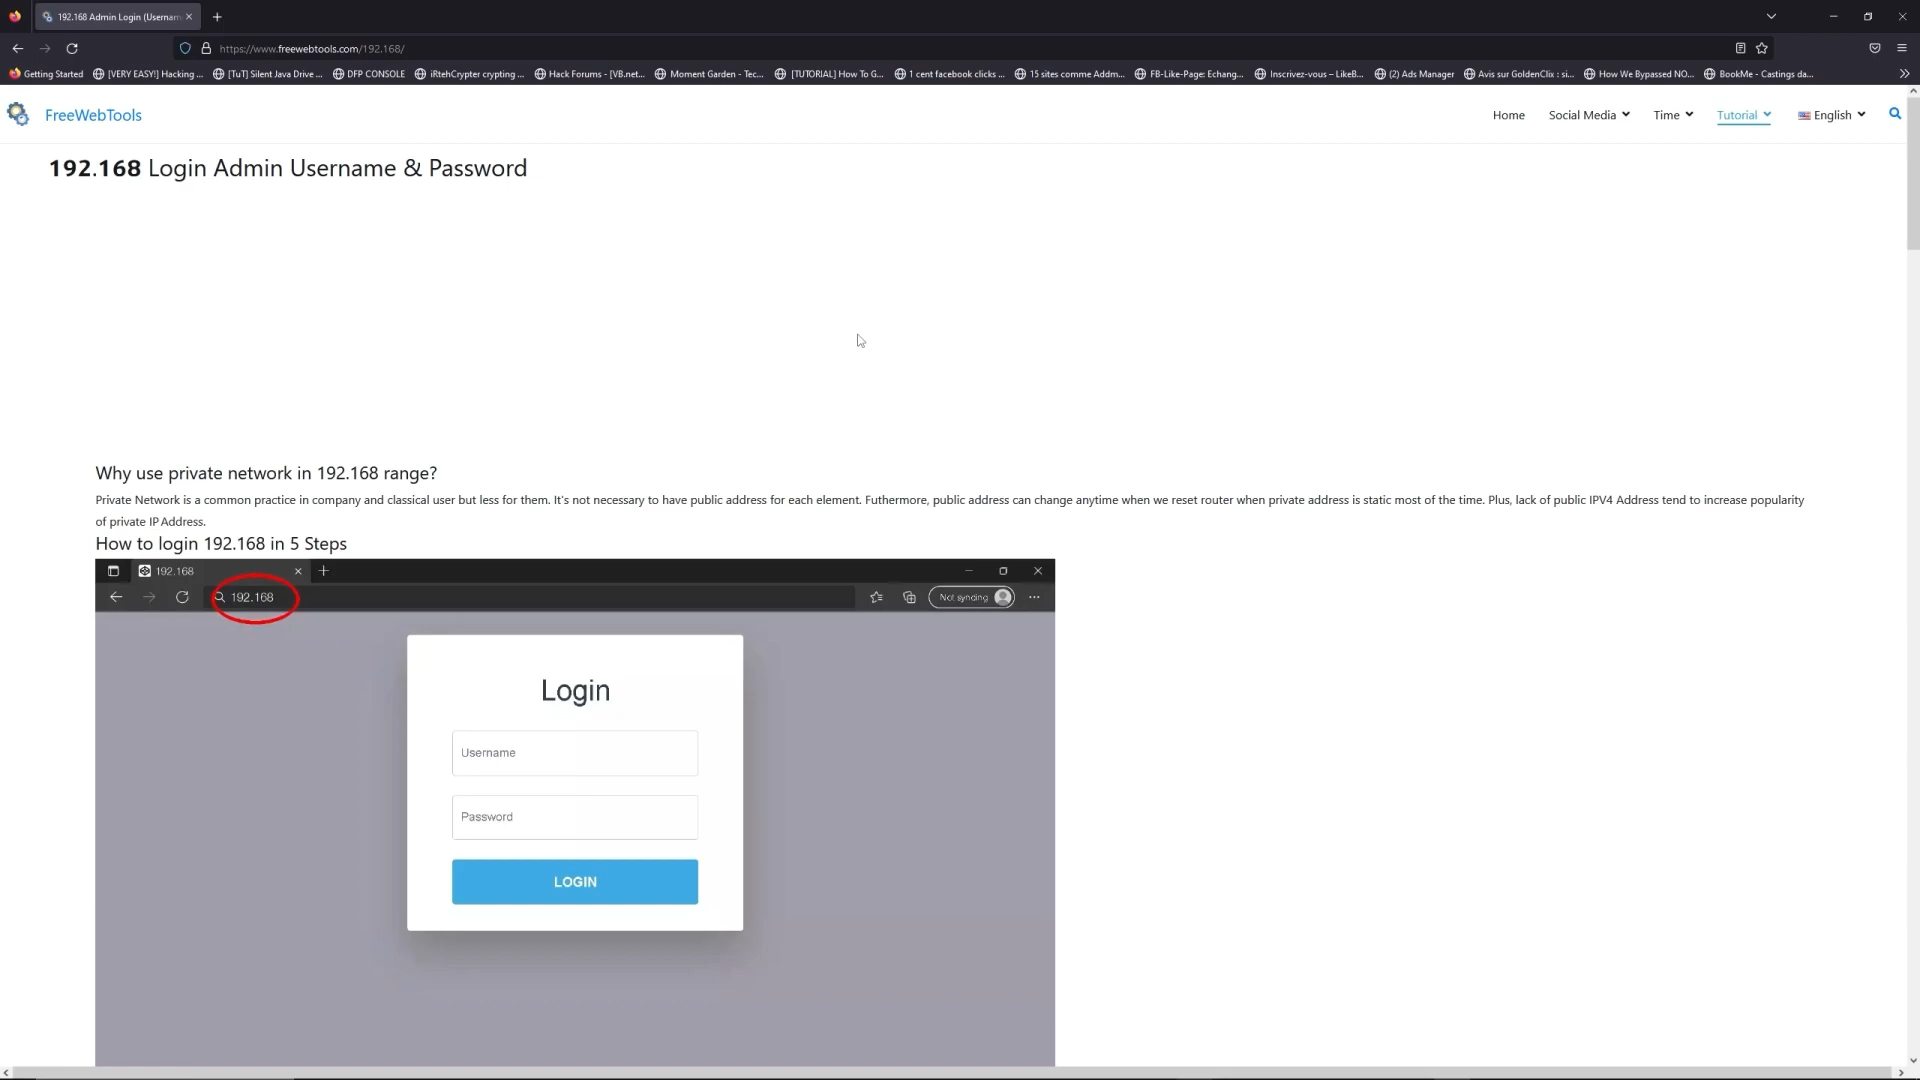 192.168 Admin Login (Usernam
https://www.freewebtools.com/192.168/
Getting Started
[VERY EASY!] Hacking ...
[TuT] Silent Java Drive ...
DFP CONSOLE
iRtehCrypter crypting ...
Hack Forums - [VB.net...
Moment Garden - Tec...
[TUTORIAL] How To G...
1 cent facebook clicks ...
15 sites comme Addm...
FB-Like-Page: Echang...
Inscrivez-vous – LikeB...
(2) Ads Manager
Avis sur GoldenClix : si...
How We Bypassed NO...
BookMe - Castings da...
FreeWebTools
Home
Social Media
Time
Tutorial
English
192.168 Login Admin Username & Password
Why use private network in 192.168 range?
Private Network is a common practice in company and classical user but less for them. It's not necessary to have public address for each element. Futhermore, public address can change anytime when we reset router when private address is static most of the time. Plus, lack of public IPV4 Address tend to increase popularity
of private IP Address.
How to login 192.168 in 5 Steps
192.168
192.168
Not syncing
Login
Username
Password
LOGIN